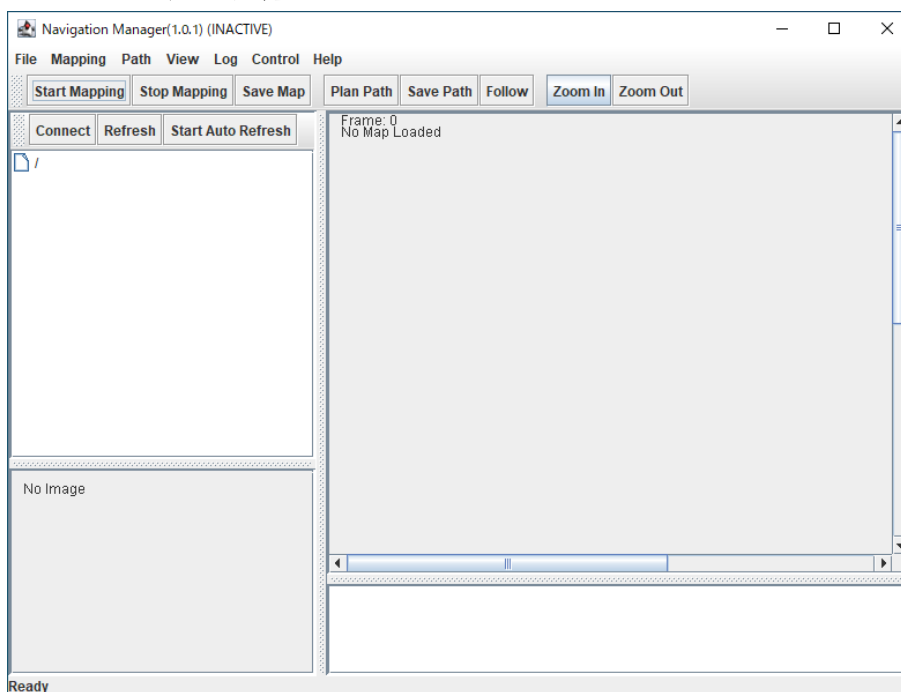 Navigation Manager(1.0.1) (INACTIVE)
File Mapping Path View Log Control Help
Start Mapping Stop Mapping Save Map Plan Path Save Path Follow Zoom In Zoom Out
Connect Refresh Start Auto Refresh
/
Frame: 0
No Map Loaded
No Image
Ready